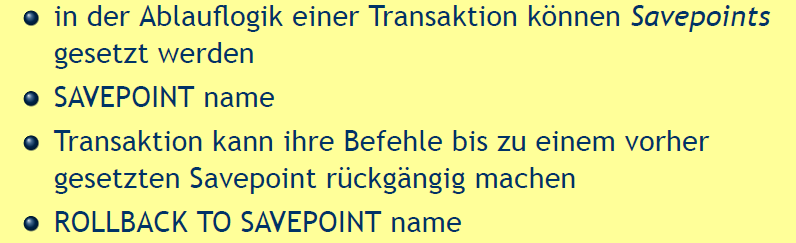 in der Ablauflogik einer Transaktion können Savepoints
gesetzt werden
SAVEPOINT name
Transaktion kann ihre Befehle bis zu einem vorher
gesetzten Savepoint rückgängig machen
ROLLBACK TO SAVEPOINT name